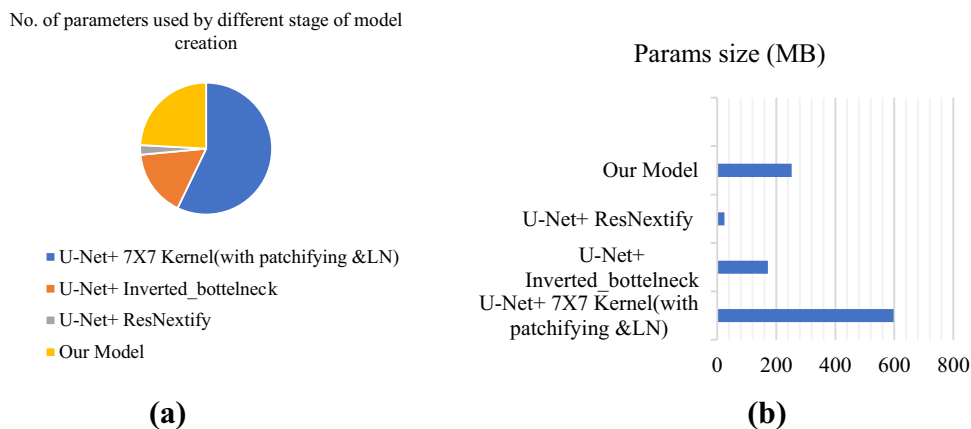 No. of parameters used by different stage of model
creation
U-Net+ 7X7 Kernel(with patchifying &LN)
U-Net+ Inverted_bottelneck
U-Net+ ResNextify
Our Model
(a)
Params size (MB)
Our Model
U-Net+ ResNextify
U-Net+
Inverted_bottelneck
U-Net+ 7X7 Kernel(with
patchifying &LN)
0 200 400 600 800
(b)